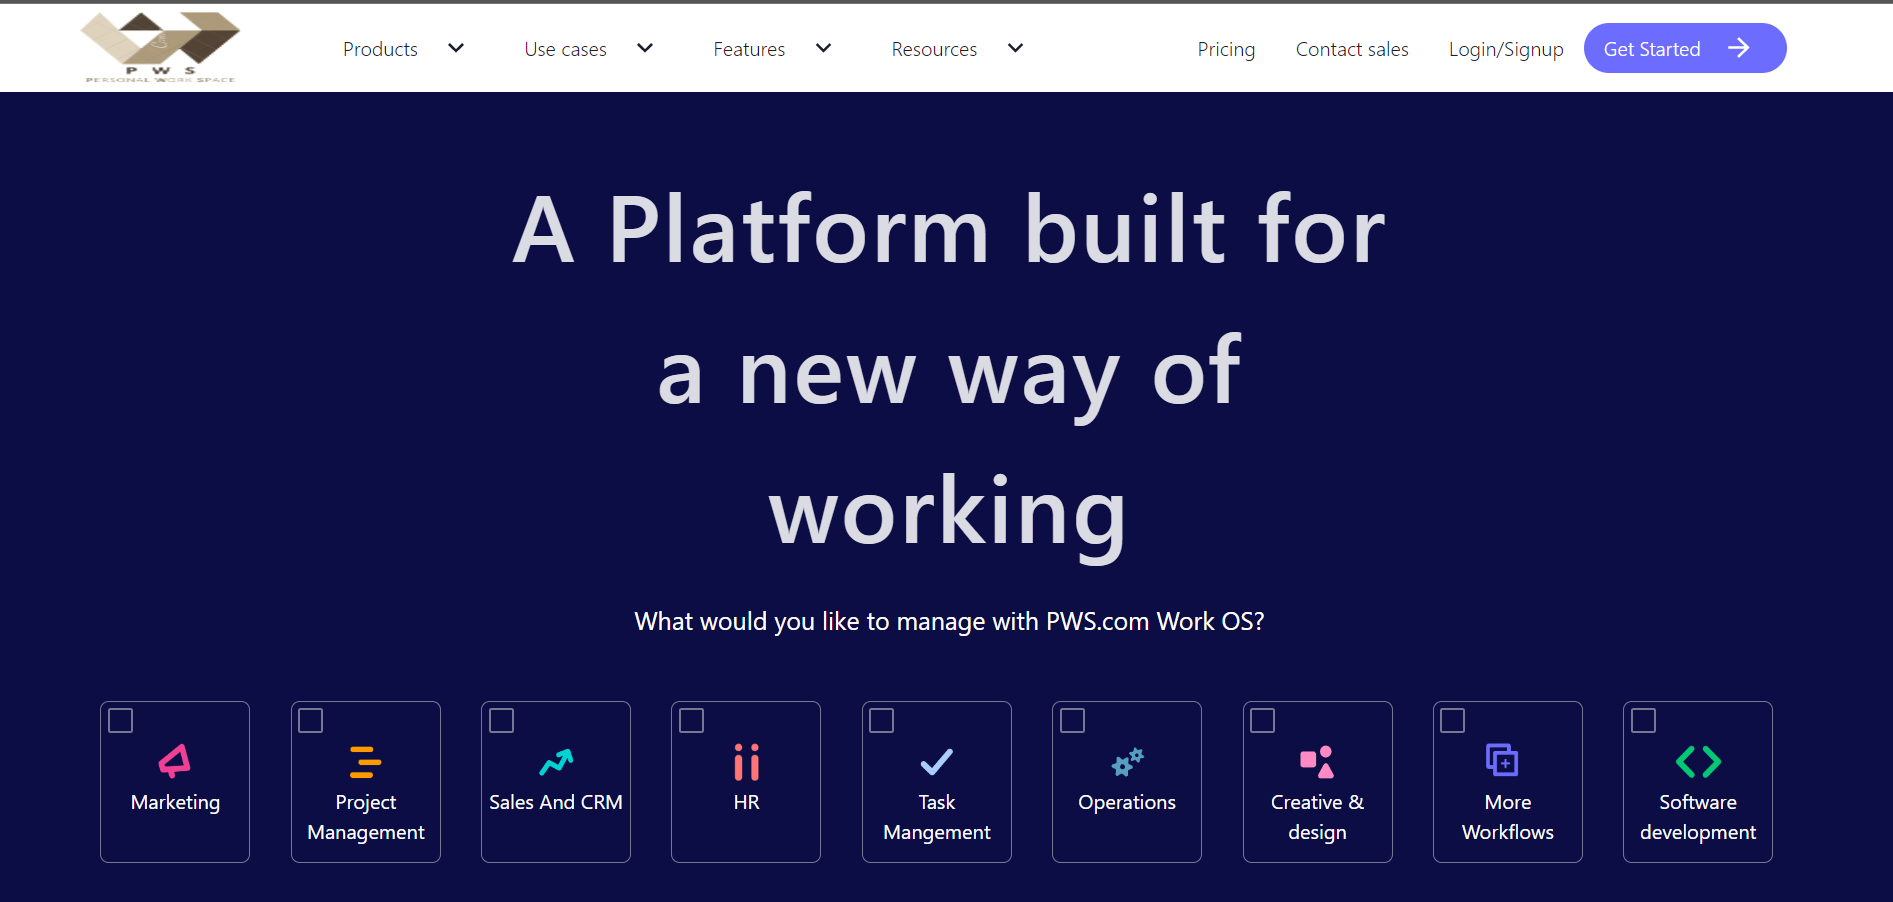 P W S
PERSONAL WORK SPACE
Products
Use cases
Features
Resources
Pricing
Contact sales
Login/Signup
Get Started
A Platform built for
a new way of
working
What would you like to manage with PWS.com Work OS?
Marketing
Project
Management
Sales And CRM
HR
Task
Mangement
Operations
Creative &
design
More
Workflows
Software
development